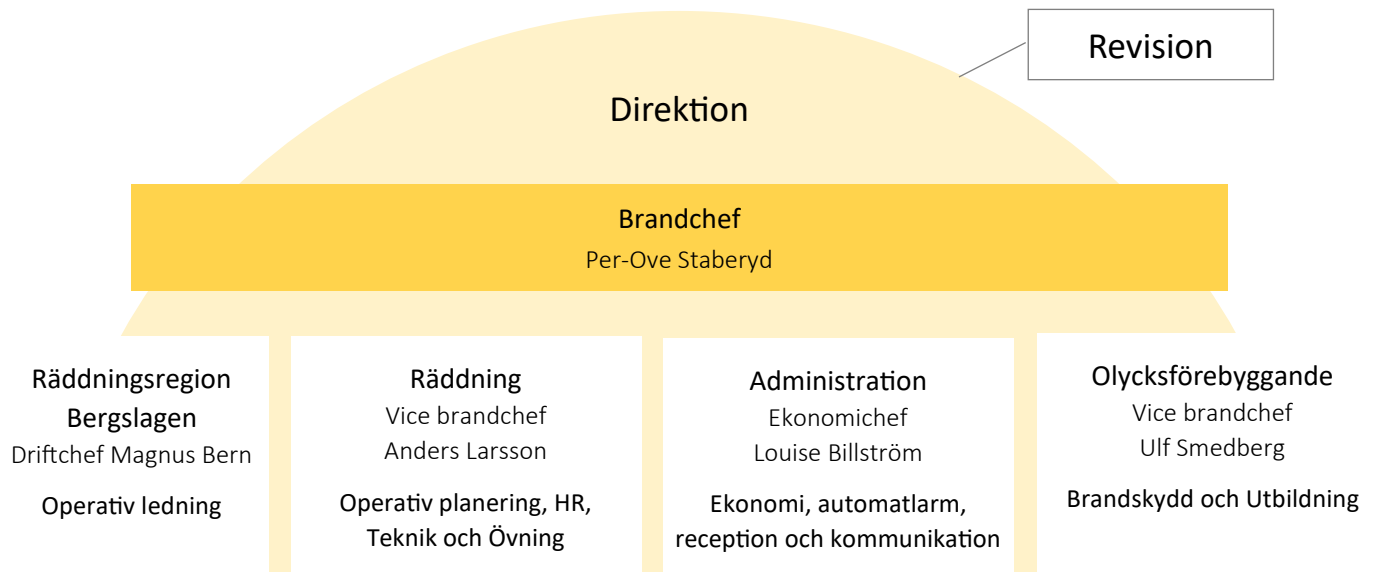 Revision
Direktion
Brandchef
Per-Ove Staberyd
Räddningsregion
Bergslagen
Driftchef Magnus Bern
Operativ ledning
Räddning
Vice brandchef
Anders Larsson
Operativ planering, HR,
Teknik och Övning
Administration
Ekonomichef
Louise Billström
Ekonomi, automatlarm,
reception och kommunikation
Olycksförebyggande
Vice brandchef
Ulf Smedberg
Brandskydd och Utbildning